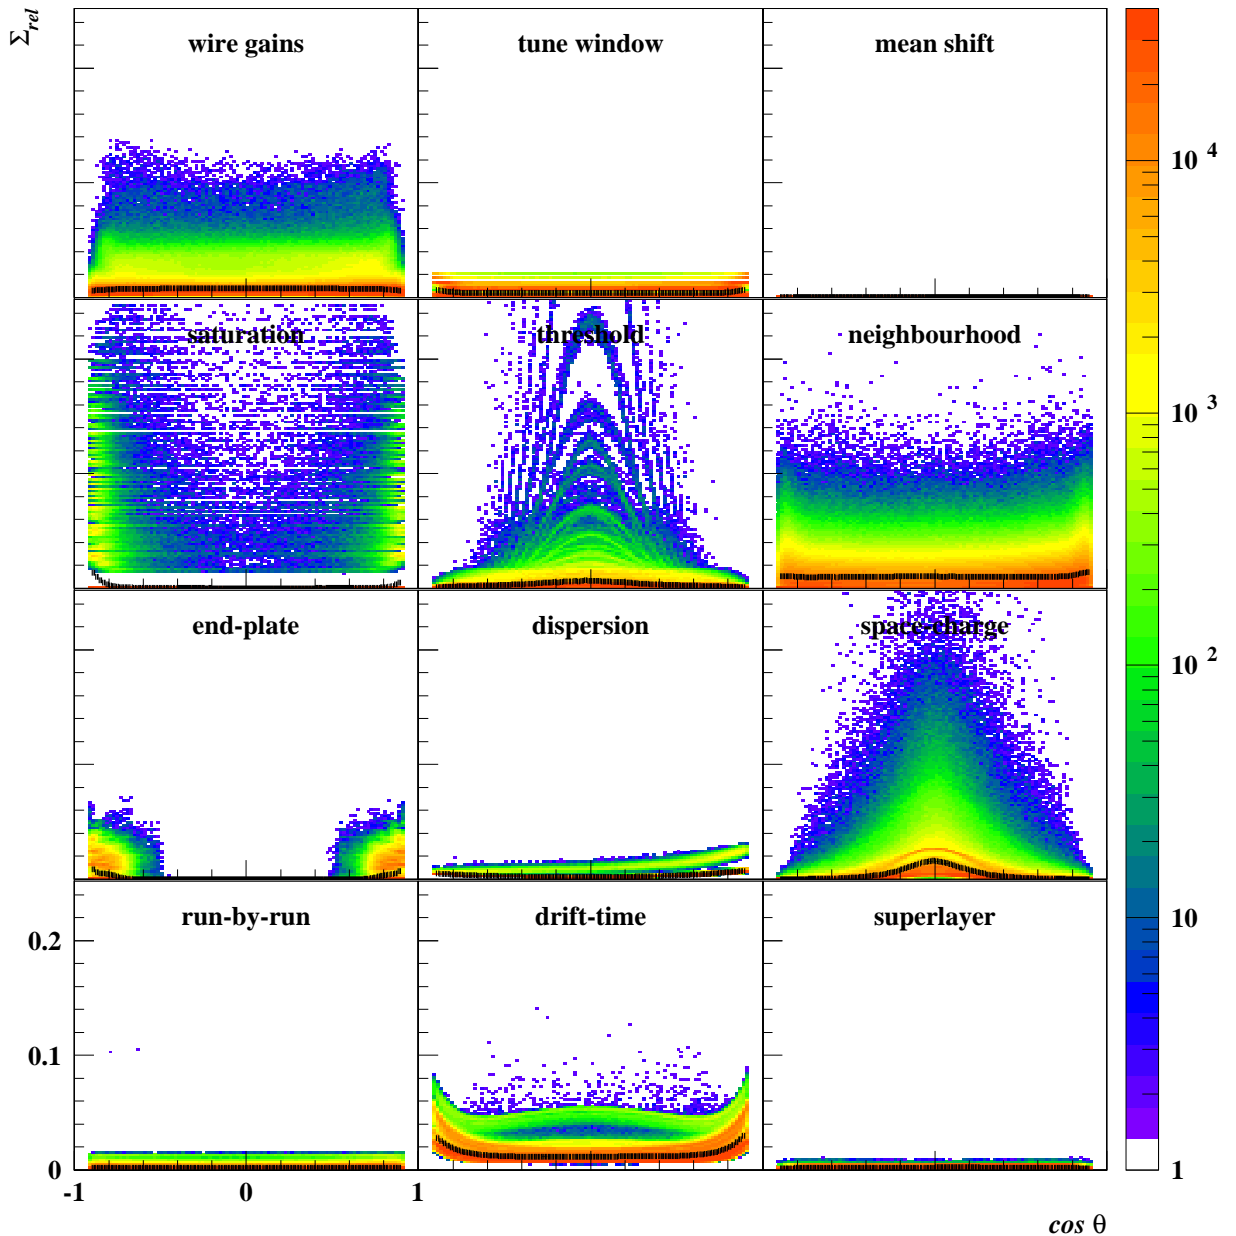 Σrel
wire gains
tune window
mean shift
saturation
threshold
neighbourhood
end-plate
dispersion
space-charge
run-by-run
drift-time
superlayer
0.2
0.1
0
-1
0
1
cos θ
10 4
10 3
10 2
10
1